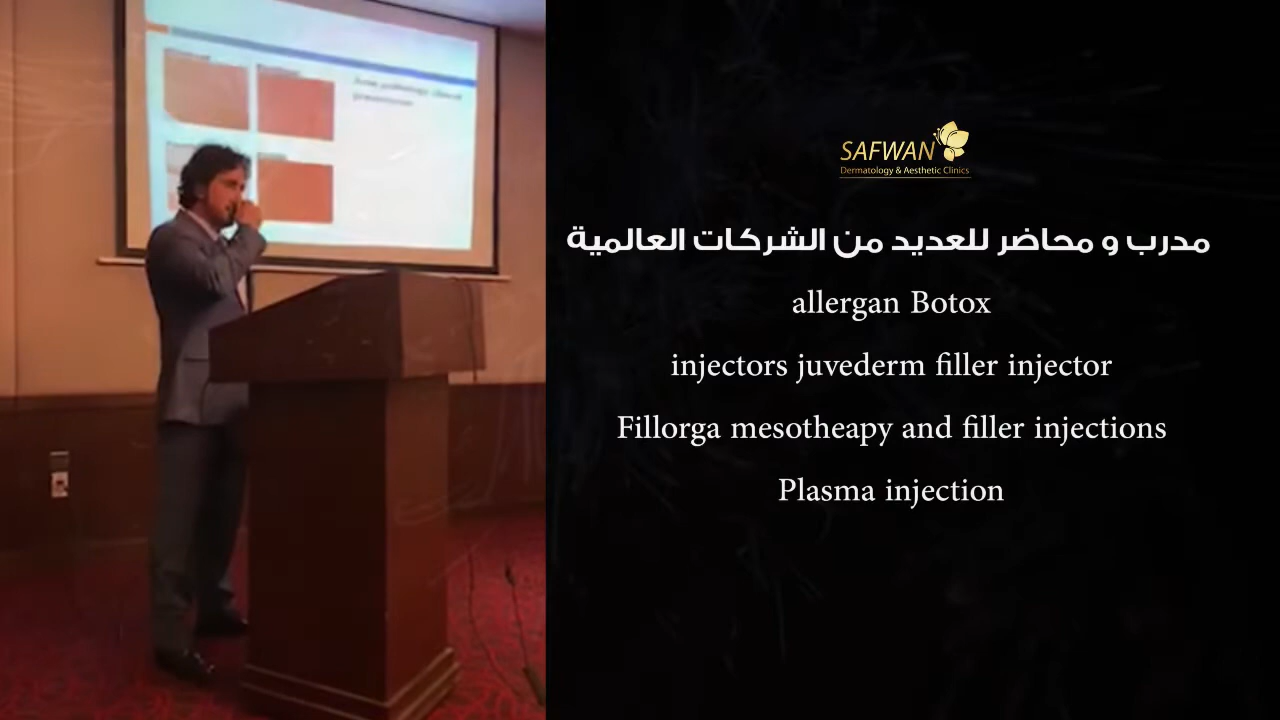 SAFWAN
Dermatology & Aesthetic Clinics
مدرب و محاضر للعديد من الشركات العالمية
allergan Botox
injectors juvederm filler injector
Fillorga mesotheapy and filler injections
Plasma injection